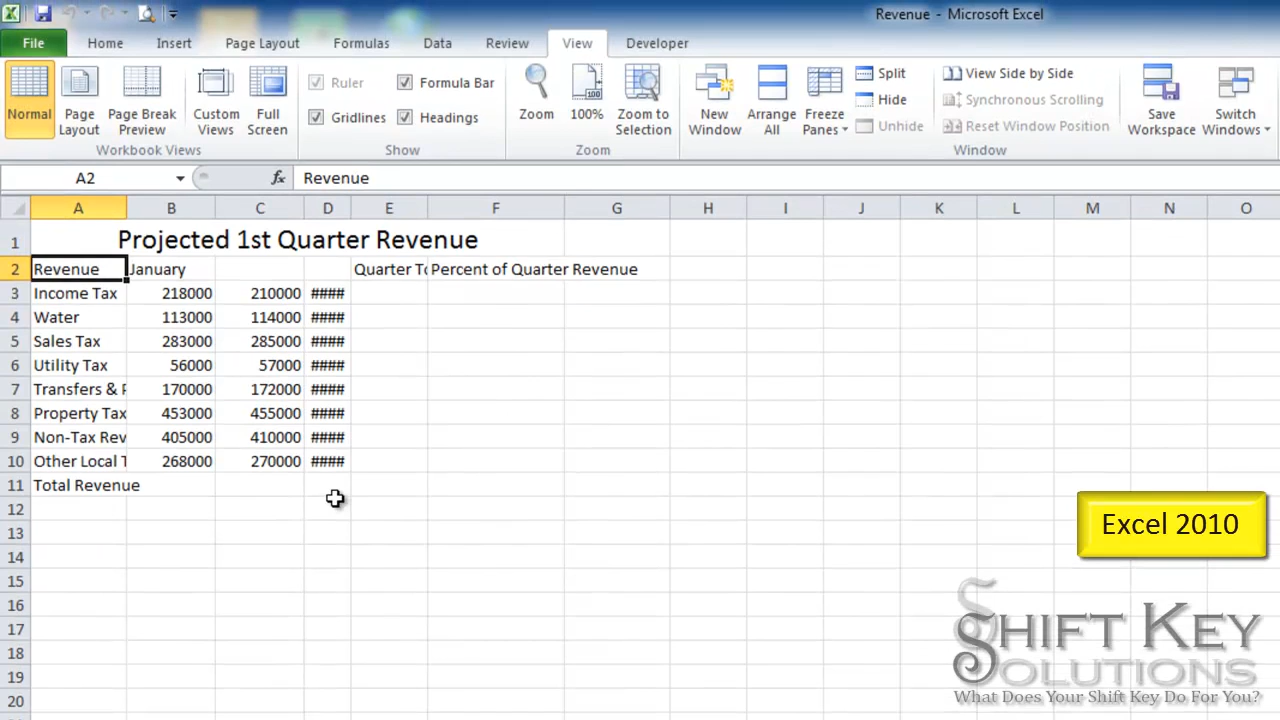 Revenue - Microsoft Excel
File Home Insert Page Layout Formulas Data Review View Developer
Normal
Page Layout
Page Break Preview
Custom Views
Full Screen
Workbook Views
Ruler
Formula Bar
Gridlines
Headings
Show
Zoom
100%
Zoom to Selection
Zoom
New Window
Arrange All
Freeze Panes
Split
Hide
Unhide
View Side by Side
Synchronous Scrolling
Reset Window Position
Save Workspace
Switch Windows
Window
A2 fx Revenue
A B C D E F G H I J K L M N O
1 Projected 1st Quarter Revenue
2 Revenue January Quarter To Percent of Quarter Revenue
3 Income Tax 218000 210000 ####
4 Water 113000 114000 ####
5 Sales Tax 283000 285000 ####
6 Utility Tax 56000 57000 ####
7 Transfers & 170000 172000 ####
8 Property Tax 453000 455000 ####
9 Non-Tax Rev 405000 410000 ####
10 Other Local T 268000 270000 ####
11 Total Revenue
12
13
14
15
16
17
18
19
20
Excel 2010
Shift Key
Solutions
What Does Your Shift Key Do For You?